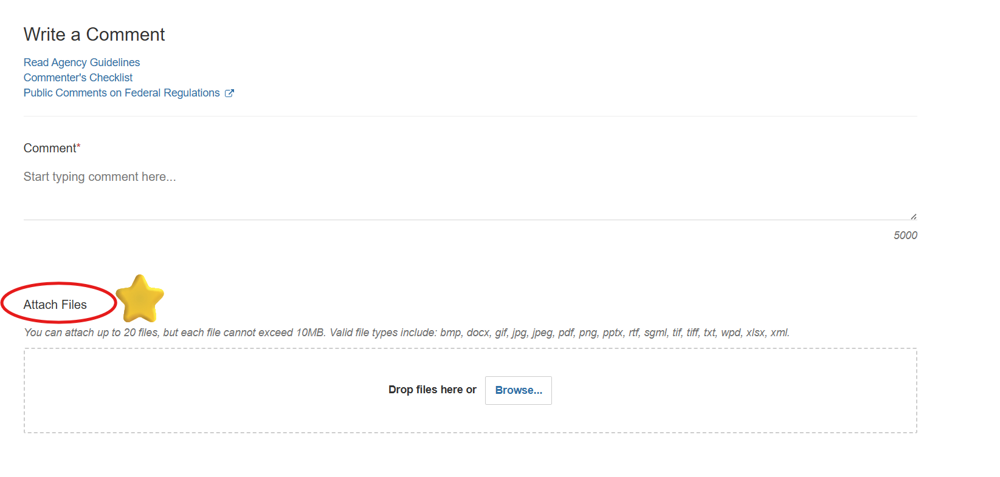 Write a Comment
Read Agency Guidelines
Commenter's Checklist
Public Comments on Federal Regulations
Comment*
Start typing comment here...
5000
Attach Files
You can attach up to 20 files, but each file cannot exceed 10MB. Valid file types include: bmp, docx, gif, jpg, jpeg, pdf, png, pptx, rtf, sgml, tif, tiff, txt, wpd, xlsx, xml.
Drop files here or Browse...